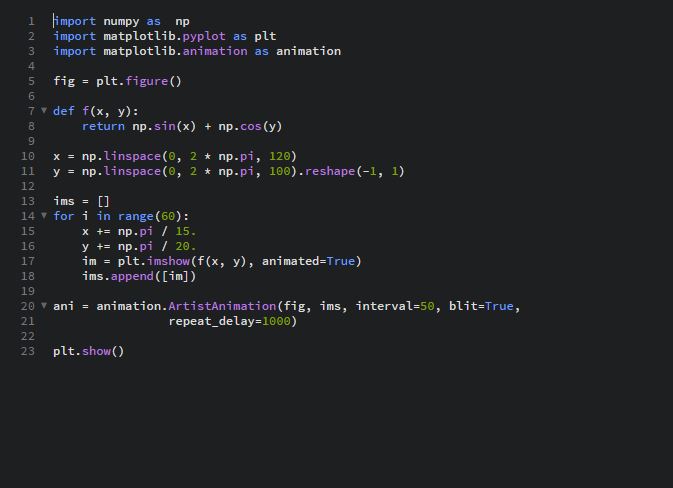 1 import numpy as  np
2 import matplotlib.pyplot as plt
3 import matplotlib.animation as animation
4
5 fig = plt.figure()
6
7 def f(x, y):
8     return np.sin(x) + np.cos(y)
9
10 x = np.linspace(0, 2 * np.pi, 120)
11 y = np.linspace(0, 2 * np.pi, 100).reshape(-1, 1)
12
13 ims = []
14 for i in range(60):
15     x += np.pi / 15.
16     y += np.pi / 20.
17     im = plt.imshow(f(x, y), animated=True)
18     ims.append([im])
19
20 ani = animation.ArtistAnimation(fig, ims, interval=50, blit=True,
21                 repeat_delay=1000)
22
23 plt.show()